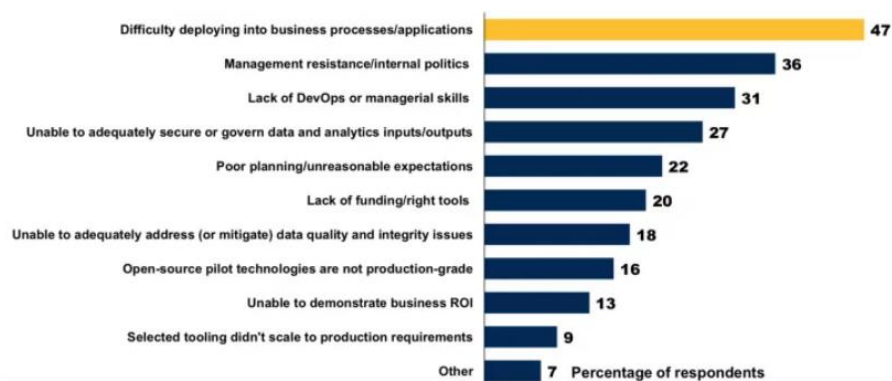 Difficulty deploying into business processes/applications 47
Management resistance/internal politics 36
Lack of DevOps or managerial skills 31
Unable to adequately secure or govern data and analytics inputs/outputs 27
Poor planning/unreasonable expectations 22
Lack of funding/right tools 20
Unable to adequately address (or mitigate) data quality and integrity issues 18
Open-source pilot technologies are not production-grade 16
Unable to demonstrate business ROI 13
Selected tooling didn't scale to production requirements 9
Other 7 Percentage of respondents